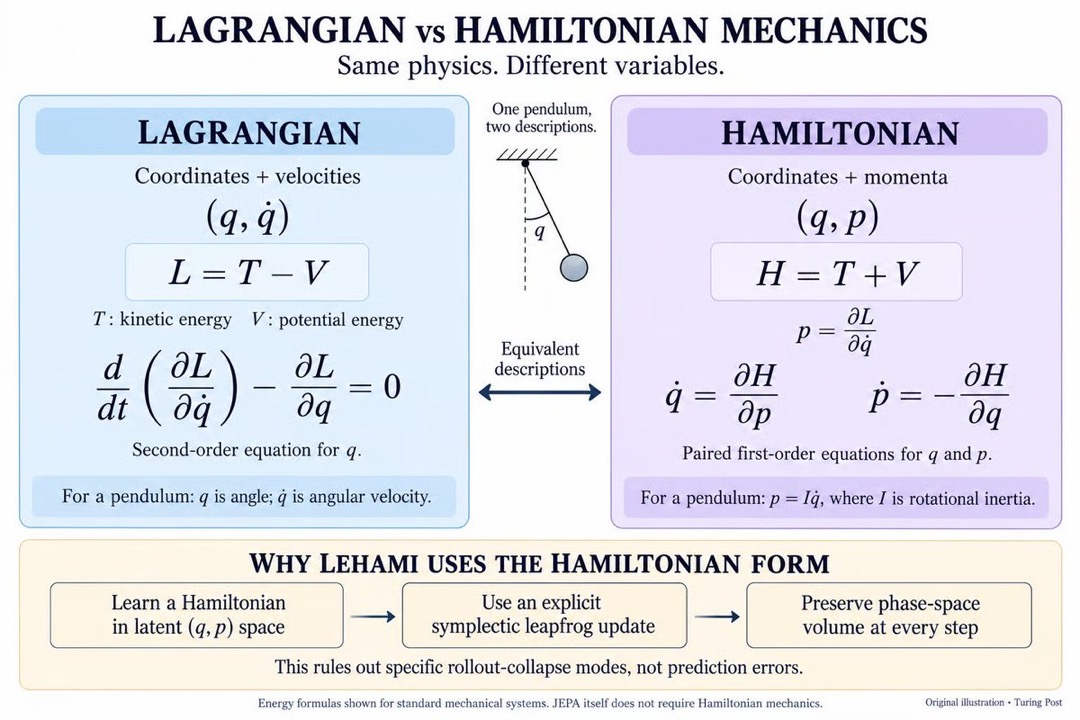 LAGRANGIAN vs HAMILTONIAN MECHANICS
Same physics. Different variables.
LAGRANGIAN
Coordinates + velocities
(q, q̇)
L = T − V
T : kinetic energy V : potential energy
d/dt (∂L/∂q̇) − ∂L/∂q = 0
Second-order equation for q.
For a pendulum: q is angle; q̇ is angular velocity.
One pendulum,
two descriptions.
q
Equivalent
descriptions
HAMILTONIAN
Coordinates + momenta
(q, p)
H = T + V
p = ∂L/∂q̇
q̇ = ∂H/∂p ṗ = −∂H/∂q
Paired first-order equations for q and p.
For a pendulum: p = Iq̇, where I is rotational inertia.
WHY LEHAMI USES THE HAMILTONIAN FORM
Learn a Hamiltonian
in latent (q, p) space
Use an explicit
symplectic leapfrog update
Preserve phase-space
volume at every step
This rules out specific rollout-collapse modes, not prediction errors.
Energy formulas shown for standard mechanical systems. JEPA itself does not require Hamiltonian mechanics.
Original illustration • Turing Post